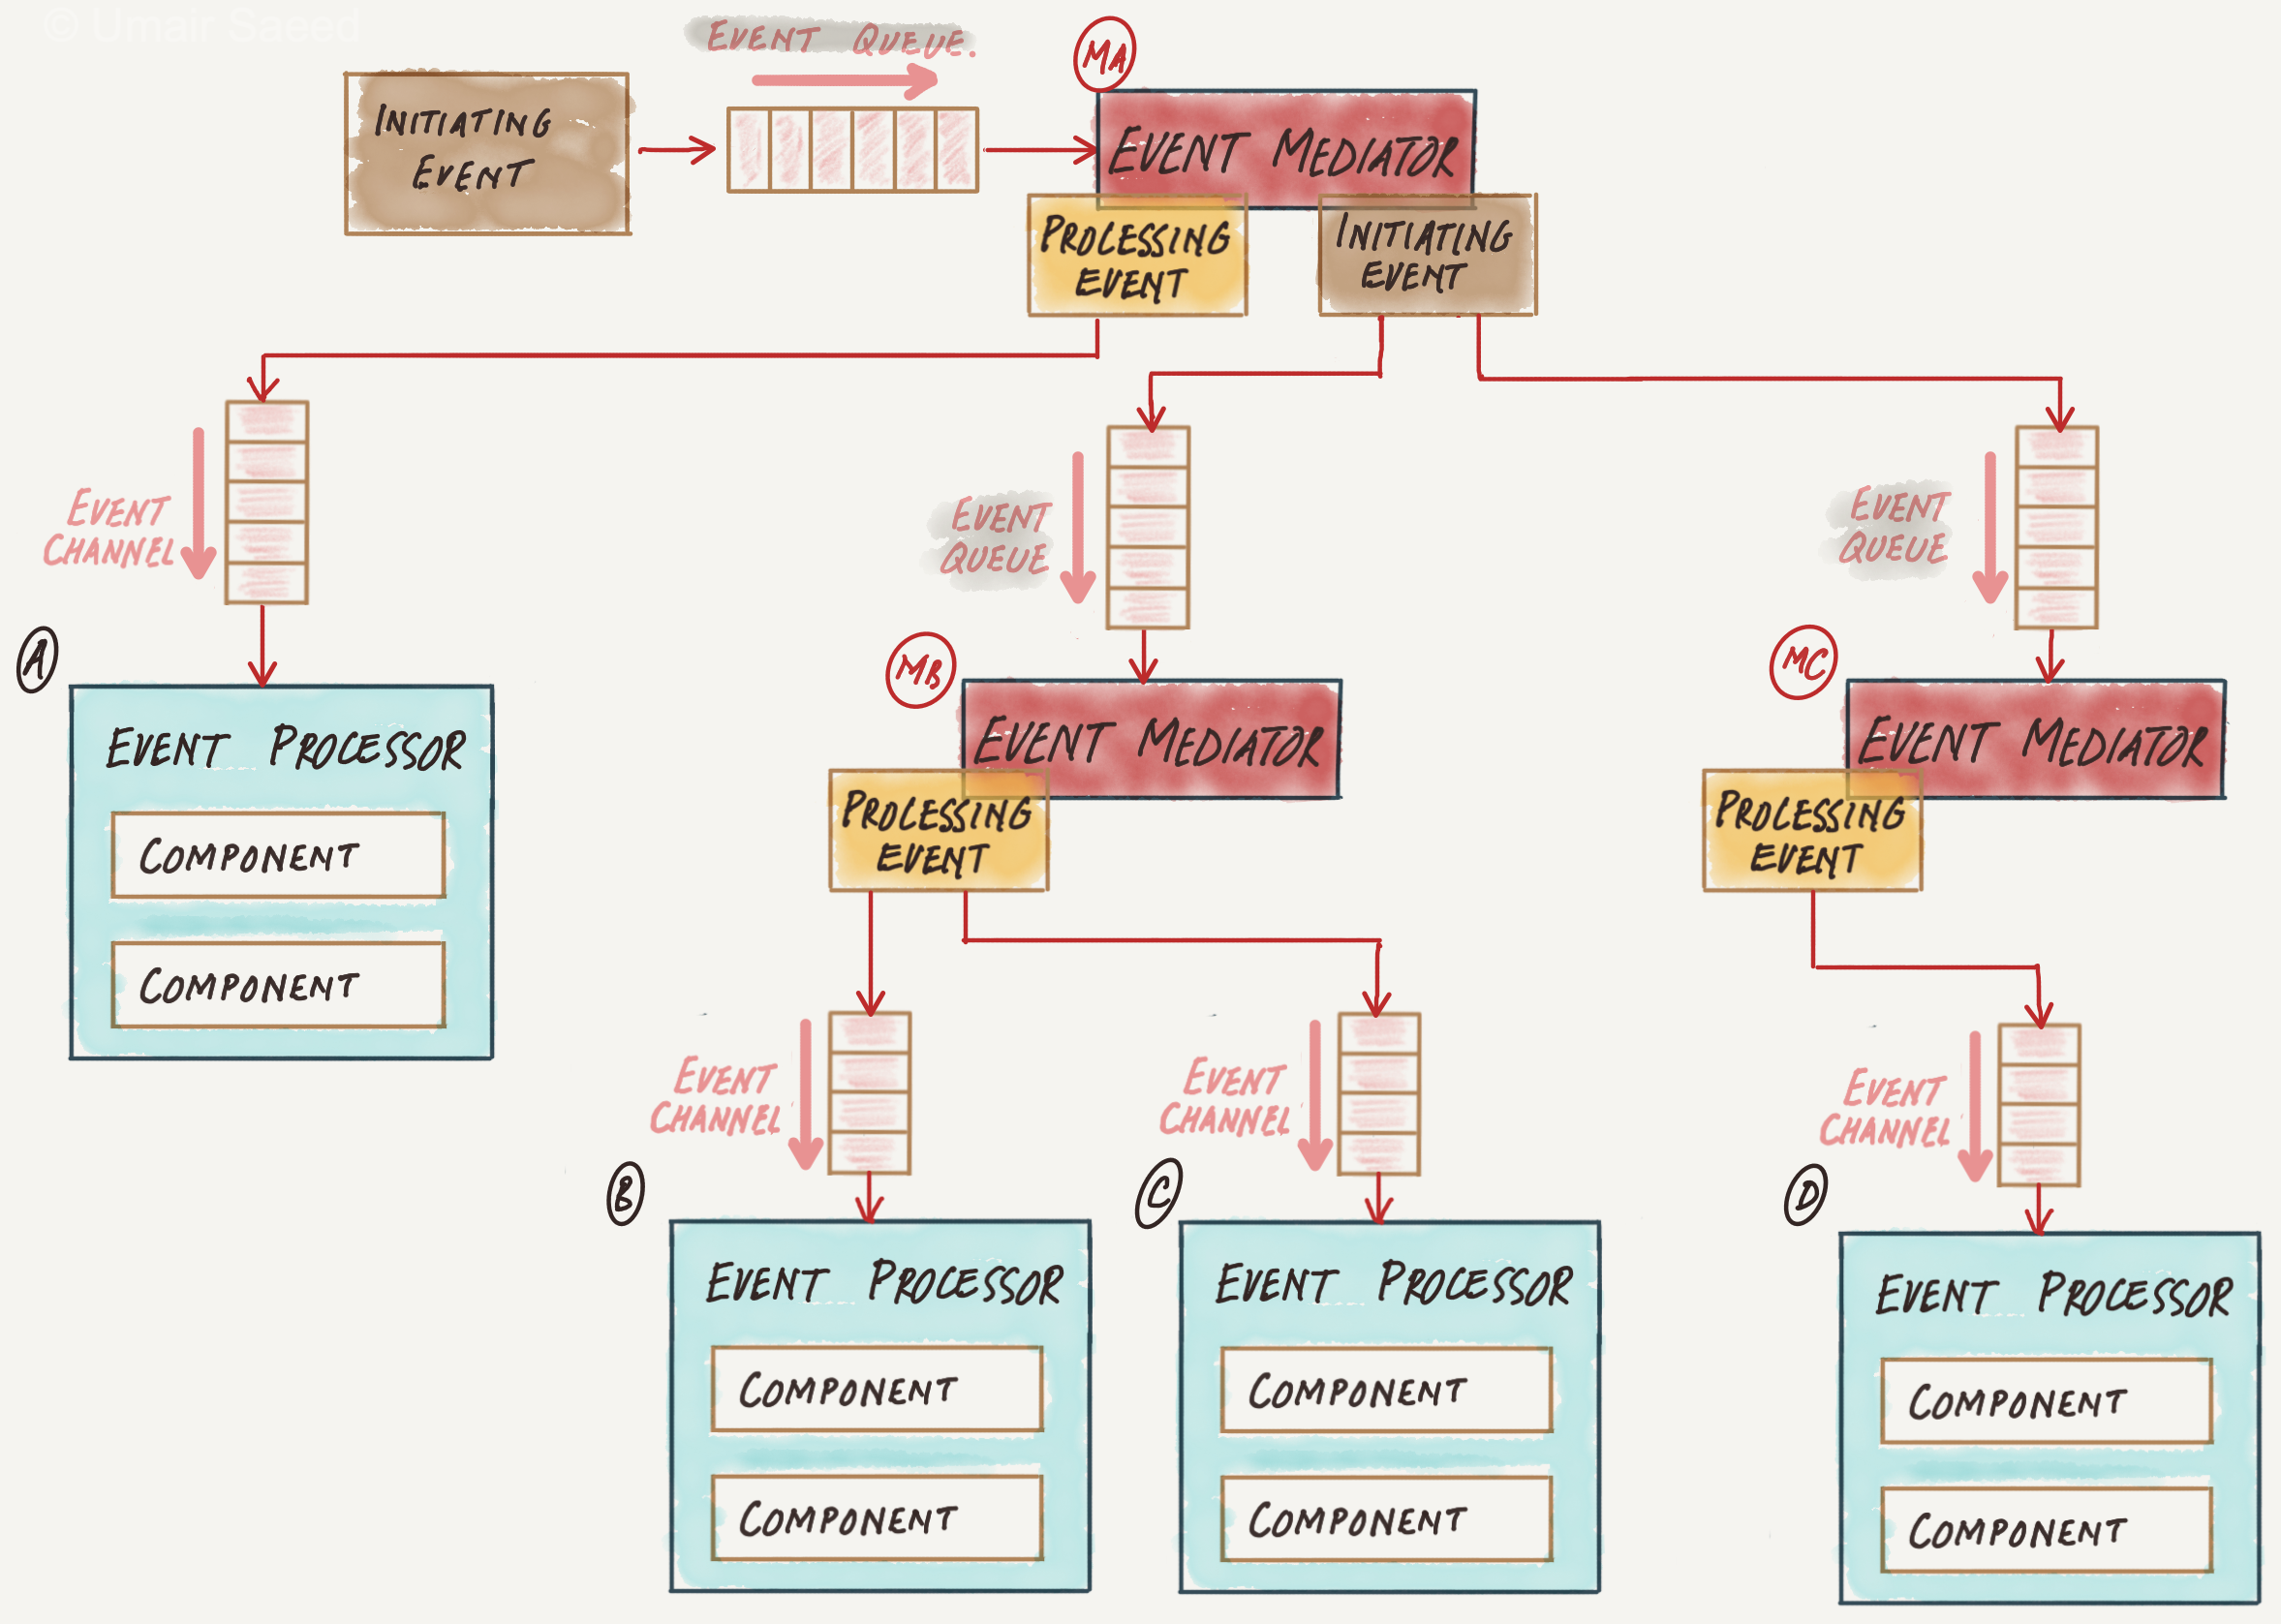 © Umair Saeed
EVENT QUEUE.
MA
INITIATING
EVENT
EVENT MEDIATOR
PROCESSING
EVENT
INITIATING
EVENT
EVENT
CHANNEL
EVENT
QUEUE
EVENT
QUEUE
A
MB
MC
EVENT PROCESSOR
COMPONENT
COMPONENT
EVENT MEDIATOR
PROCESSING
EVENT
EVENT MEDIATOR
PROCESSING
EVENT
EVENT
CHANNEL
EVENT
CHANNEL
EVENT
CHANNEL
B
EVENT PROCESSOR
COMPONENT
COMPONENT
C
EVENT PROCESSOR
COMPONENT
COMPONENT
D
EVENT PROCESSOR
COMPONENT
COMPONENT